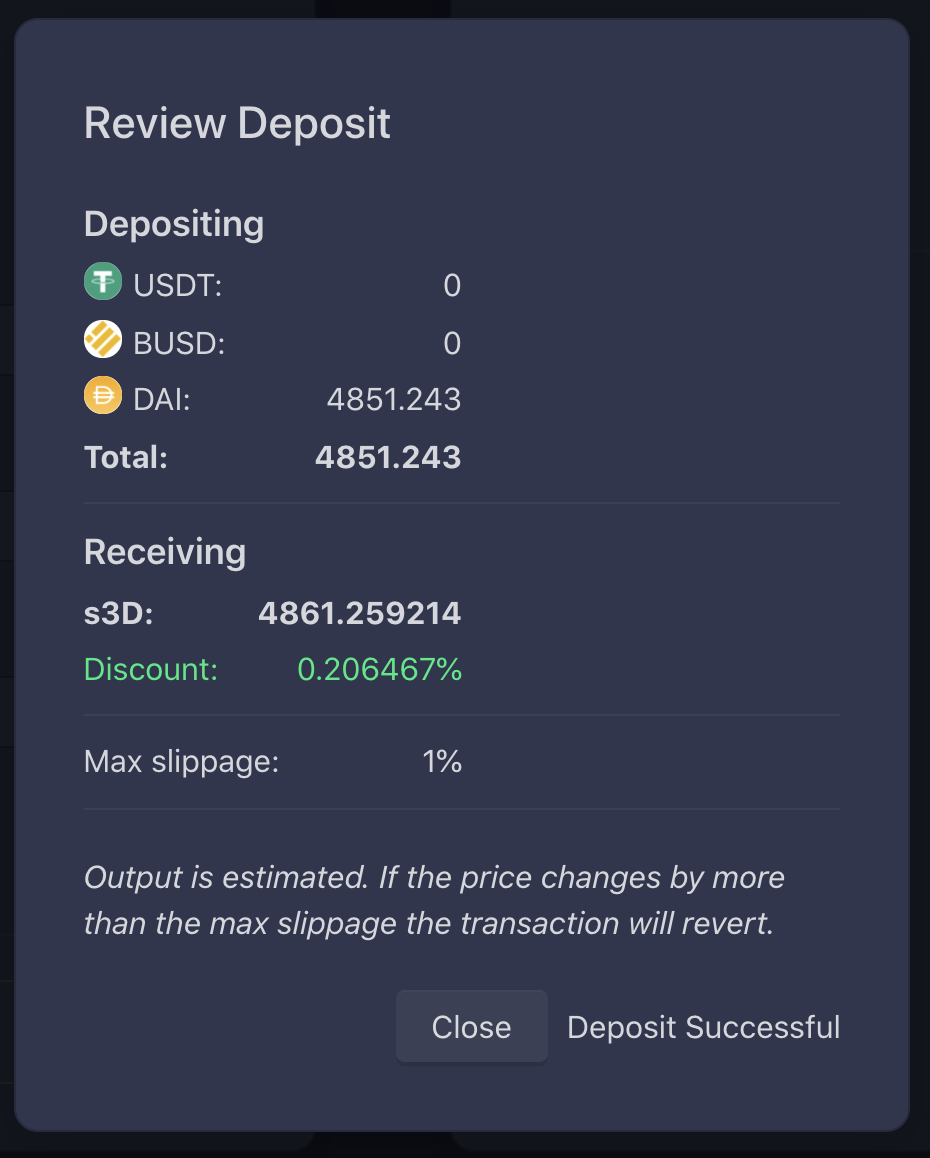 Review Deposit
Depositing
USDT: 0
BUSD: 0
DAI: 4851.243
Total: 4851.243
Receiving
s3D: 4861.259214
Discount: 0.206467%
Max slippage: 1%
Output is estimated. If the price changes by more
than the max slippage the transaction will revert.
Close Deposit Successful